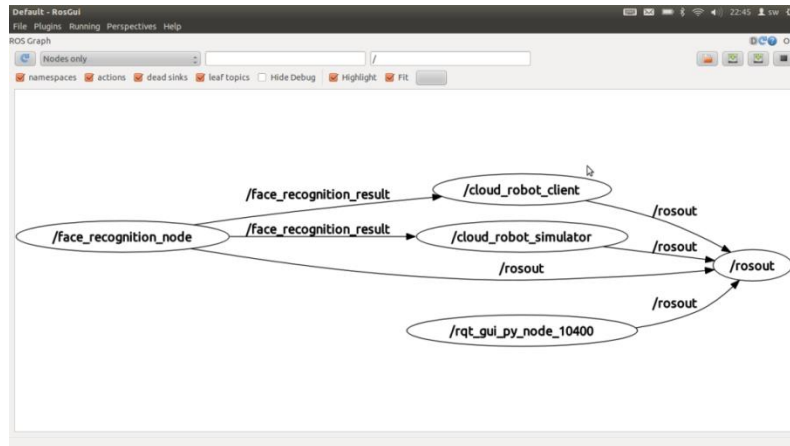 Default - RosGui
22:45 sw
File Plugins Running Perspectives Help
ROS Graph
Nodes only
/
namespaces actions dead sinks leaf topics Hide Debug Highlight Fit
/face_recognition_result
/cloud_robot_client
/rosout
/face_recognition_node
/face_recognition_result
/cloud_robot_simulator
/rosout
/rosout
/rosout
/rosout
/rqt_gui_py_node_10400